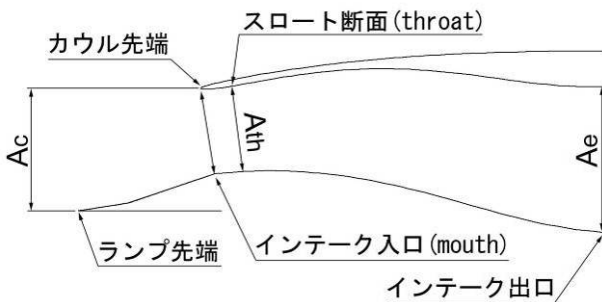 スロート断面(throat)
カウル先端
Ac
Ath
Ae
ランプ先端
インテーク入口(mouth)
インテーク出口